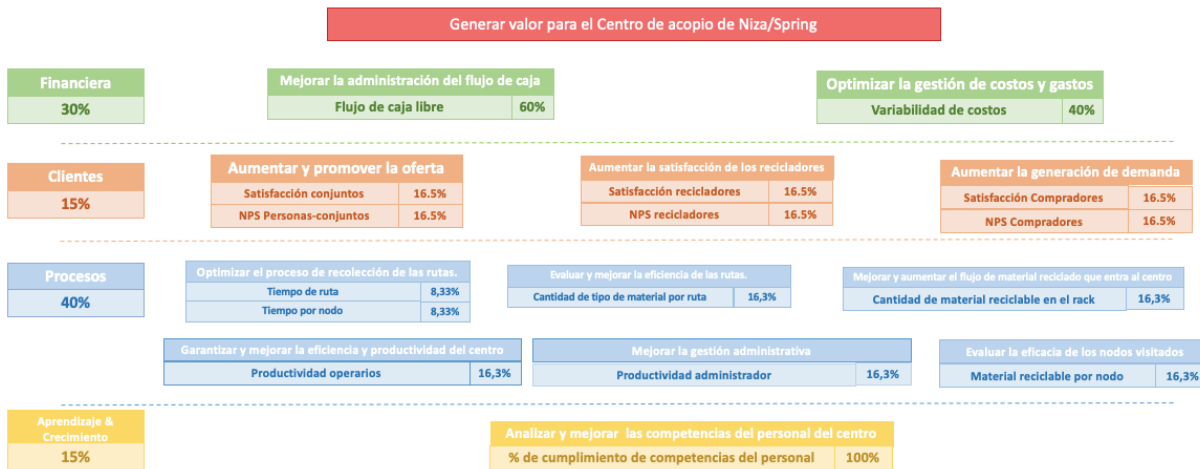 Generar valor para el Centro de acopio de Niza/Spring
Financiera
30%
Mejorar la administración del flujo de caja
Flujo de caja libre 60%
Optimizar la gestión de costos y gastos
Variabilidad de costos 40%
Clientes
15%
Aumentar y promover la oferta
Satisfacción conjuntos 16.5%
NPS Personas-conjuntos 16.5%
Aumentar la satisfacción de los recicladores
Satisfacción recicladores 16.5%
NPS recicladores 16.5%
Aumentar la generación de demanda
Satisfacción Compradores 16.5%
NPS Compradores 16.5%
Procesos
40%
Optimizar el proceso de recolección de las rutas.
Tiempo de ruta 8,33%
Tiempo por nodo 8,33%
Evaluar y mejorar la eficiencia de las rutas.
Cantidad de tipo de material por ruta 16,3%
Mejorar y aumentar el flujo de material reciclado que entra al centro
Cantidad de material reciclable en el rack 16,3%
Garantizar y mejorar la eficiencia y productividad del centro
Productividad operarios 16,3%
Mejorar la gestión administrativa
Productividad administrador 16,3%
Evaluar la eficacia de los nodos visitados
Material reciclable por nodo 16,3%
Aprendizaje &
Crecimiento
15%
Analizar y mejorar las competencias del personal del centro
% de cumplimiento de competencias del personal 100%